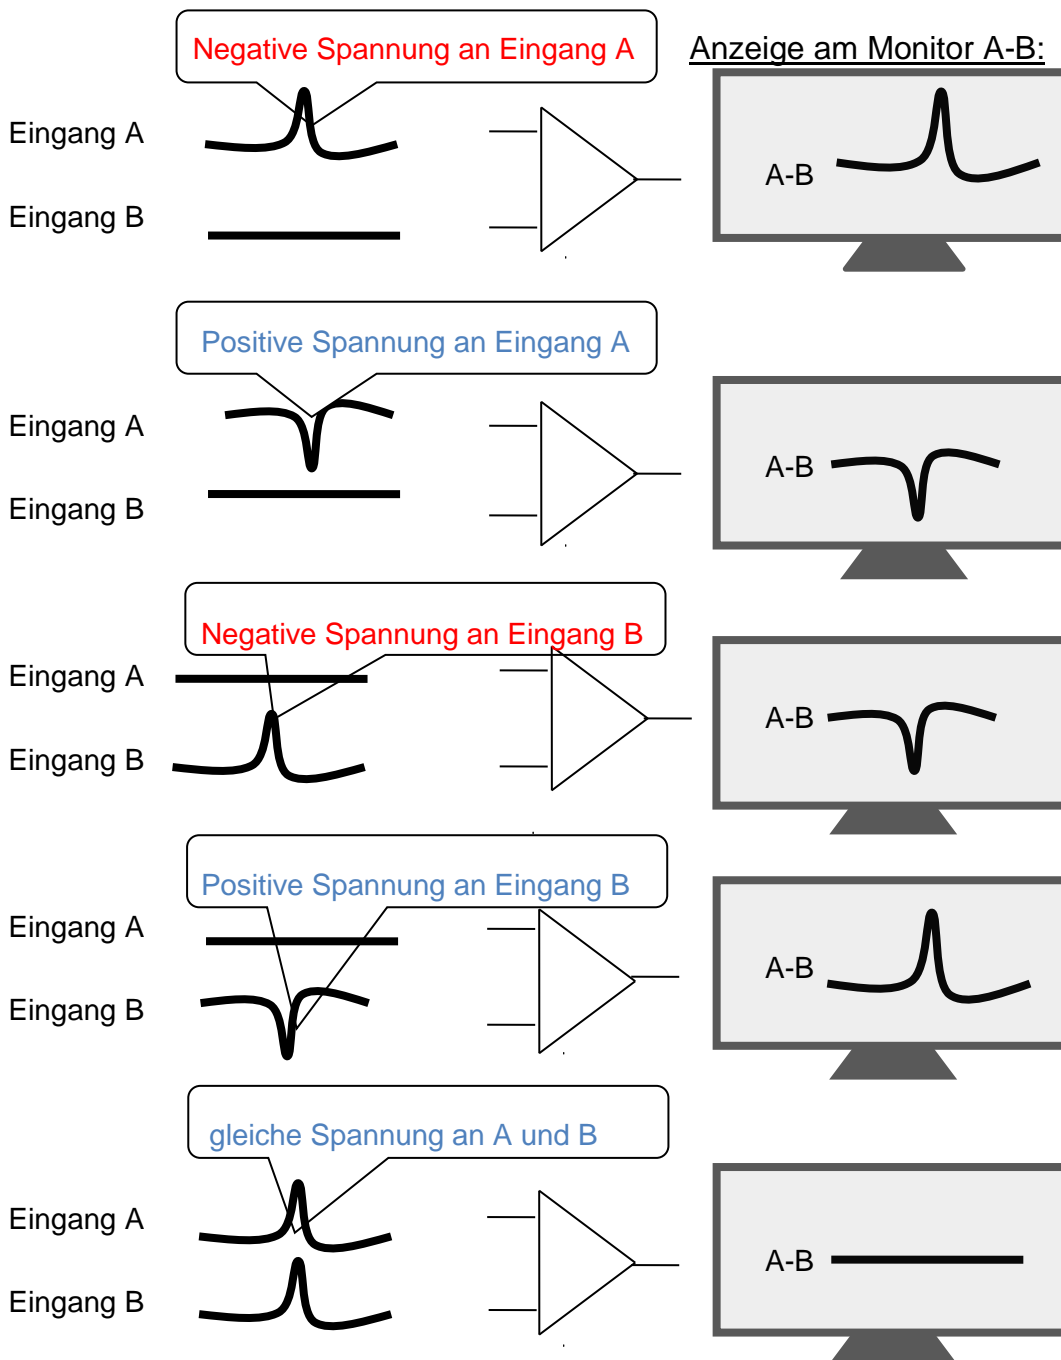 Negative Spannung an Eingang A
Anzeige am Monitor A-B:
Eingang A
A-B
Eingang B
Positive Spannung an Eingang A
Eingang A
A-B
Eingang B
Negative Spannung an Eingang B
Eingang A
A-B
Eingang B
Positive Spannung an Eingang B
Eingang A
A-B
Eingang B
gleiche Spannung an A und B
Eingang A
A-B
Eingang B